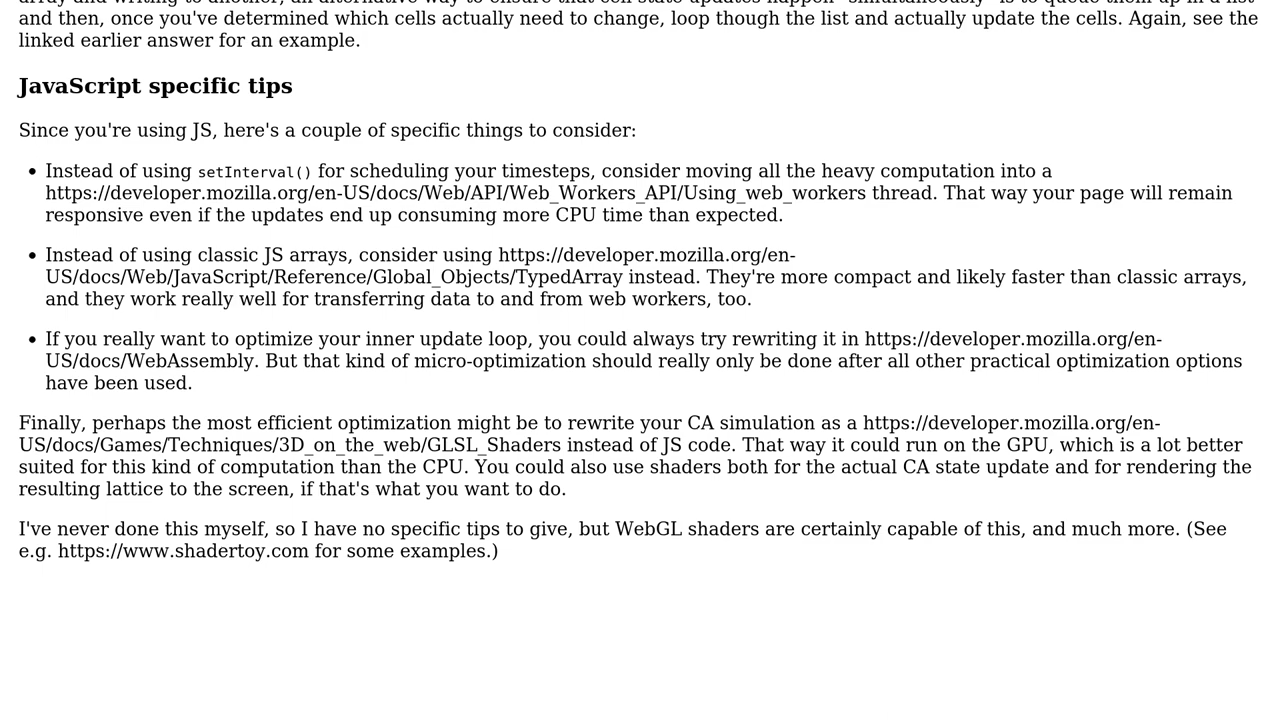 and then, once you've determined which cells actually need to change, loop though the list and actually update the cells. Again, see the
linked earlier answer for an example.
JavaScript specific tips
Since you're using JS, here's a couple of specific things to consider:
• Instead of using setInterval() for scheduling your timesteps, consider moving all the heavy computation into a
https://developer.mozilla.org/en-US/docs/Web/API/Web_Workers_API/Using_web_workers thread. That way your page will remain
responsive even if the updates end up consuming more CPU time than expected.
• Instead of using classic JS arrays, consider using https://developer.mozilla.org/en-
US/docs/Web/JavaScript/Reference/Global_Objects/TypedArray instead. They're more compact and likely faster than classic arrays,
and they work really well for transferring data to and from web workers, too.
• If you really want to optimize your inner update loop, you could always try rewriting it in https://developer.mozilla.org/en-
US/docs/WebAssembly. But that kind of micro-optimization should really only be done after all other practical optimization options
have been used.
Finally, perhaps the most efficient optimization might be to rewrite your CA simulation as a https://developer.mozilla.org/en-
US/docs/Games/Techniques/3D_on_the_web/GLSL_Shaders instead of JS code. That way it could run on the GPU, which is a lot better
suited for this kind of computation than the CPU. You could also use shaders both for the actual CA state update and for rendering the
resulting lattice to the screen, if that's what you want to do.
I've never done this myself, so I have no specific tips to give, but WebGL shaders are certainly capable of this, and much more. (See
e.g. https://www.shadertoy.com for some examples.)